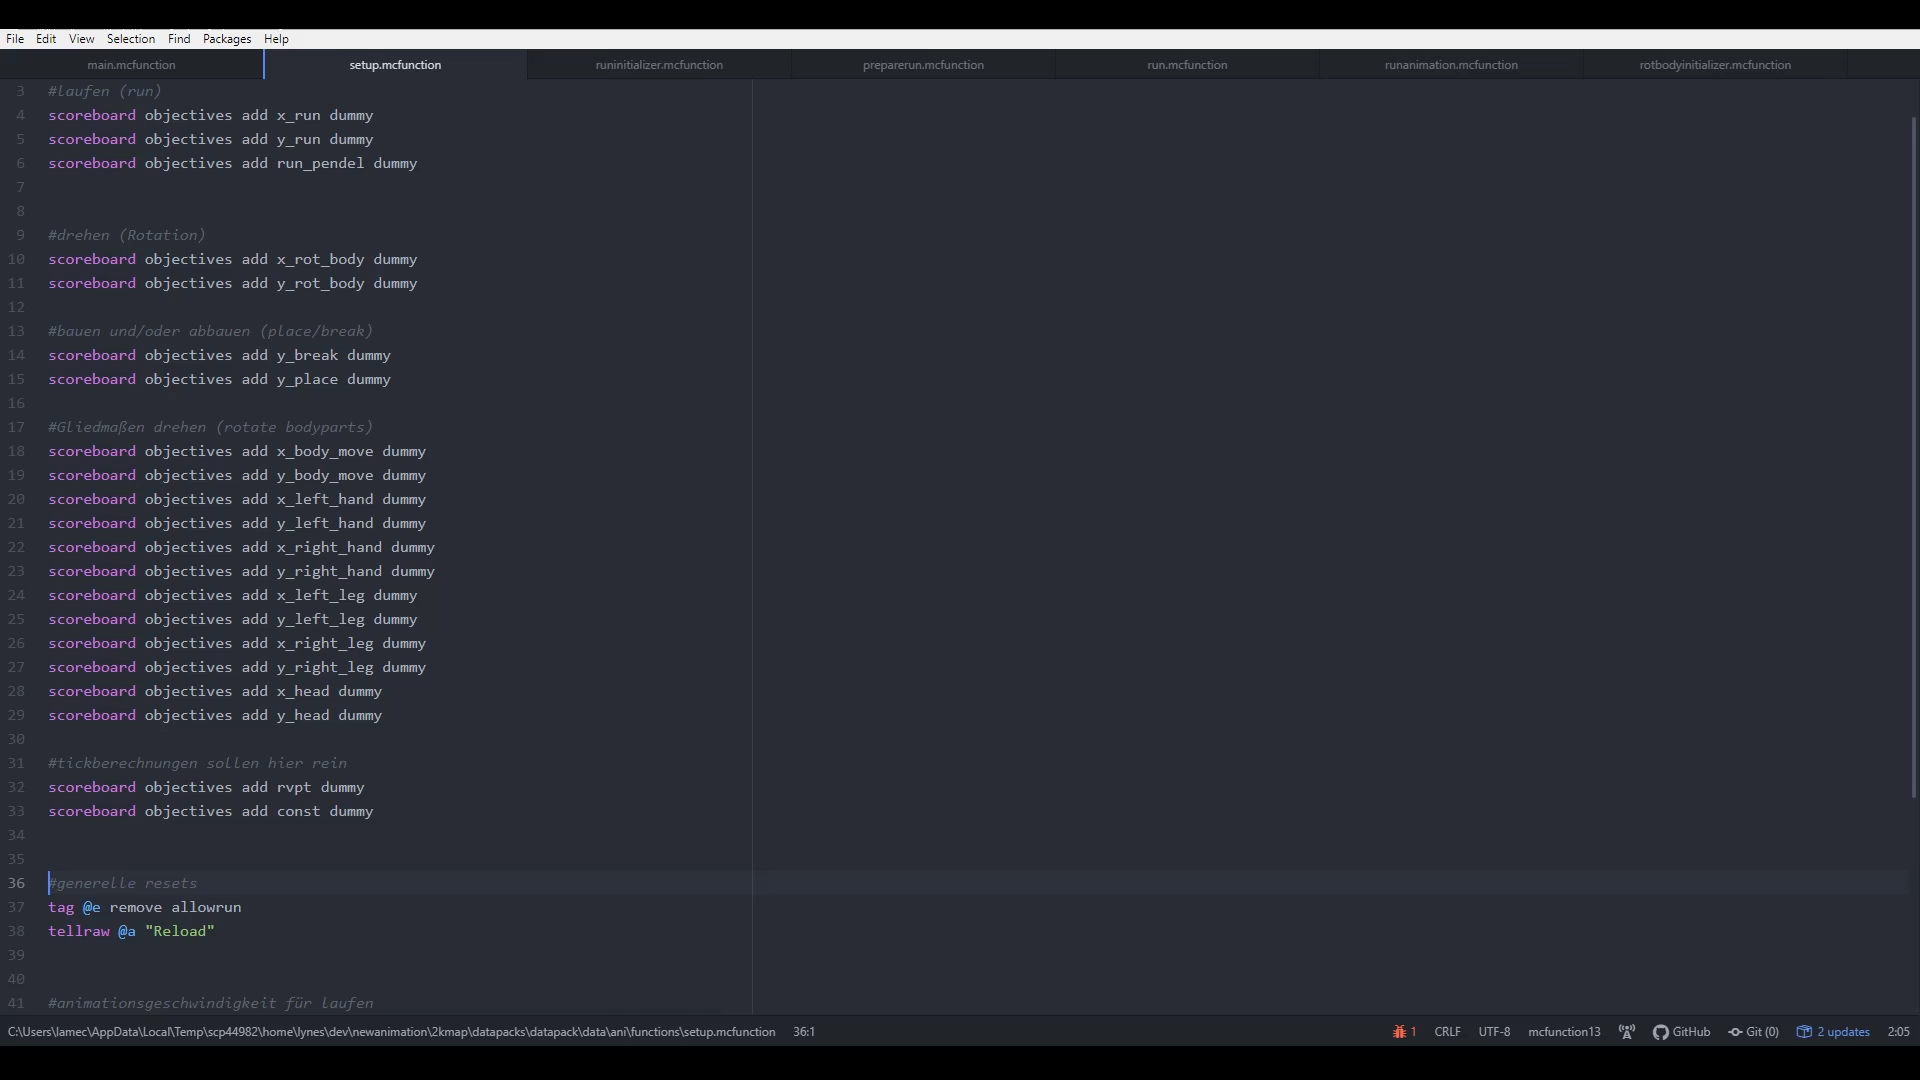 File Edit View Selection Find Packages Help
main.mcfunction setup.mcfunction runinitializer.mcfunction preparerun.mcfunction run.mcfunction runanimation.mcfunction rotbodyinitializer.mcfunction
3 #laufen (run)
4 scoreboard objectives add x_run dummy
5 scoreboard objectives add y_run dummy
6 scoreboard objectives add run_pendel dummy
7
8
9 #drehen (Rotation)
10 scoreboard objectives add x_rot_body dummy
11 scoreboard objectives add y_rot_body dummy
12
13 #bauen und/oder abbauen (place/break)
14 scoreboard objectives add y_break dummy
15 scoreboard objectives add y_place dummy
16
17 #Gliedmaßen drehen (rotate bodyparts)
18 scoreboard objectives add x_body_move dummy
19 scoreboard objectives add y_body_move dummy
20 scoreboard objectives add x_left_hand dummy
21 scoreboard objectives add y_left_hand dummy
22 scoreboard objectives add x_right_hand dummy
23 scoreboard objectives add y_right_hand dummy
24 scoreboard objectives add x_left_leg dummy
25 scoreboard objectives add y_left_leg dummy
26 scoreboard objectives add x_right_leg dummy
27 scoreboard objectives add y_right_leg dummy
28 scoreboard objectives add x_head dummy
29 scoreboard objectives add y_head dummy
30
31 #tickberechnungen sollen hier rein
32 scoreboard objectives add rvpt dummy
33 scoreboard objectives add const dummy
34
35
36 #generelle resets
37 tag @e remove allowrun
38 tellraw @a "Reload"
39
40
41 #animationsgeschwindigkeit für laufen
C:\Users\lamec\AppData\Local\Temp\scp44982\home\lynes\dev\newanimation\2kmap\datapacks\datapack\data\ani\functions\setup.mcfunction 36:1 1 CRLF UTF-8 mcfunction13 GitHub Git (0) 2 updates 2:05